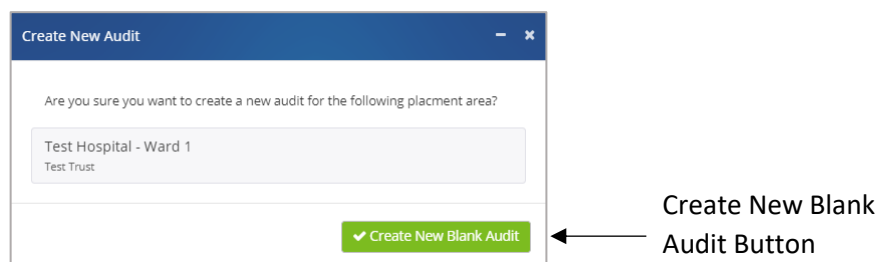 Create New Audit
Are you sure you want to create a new audit for the following placment area?
Test Hospital - Ward 1
Test Trust
Create New Blank Audit
Create New Blank
Audit Button